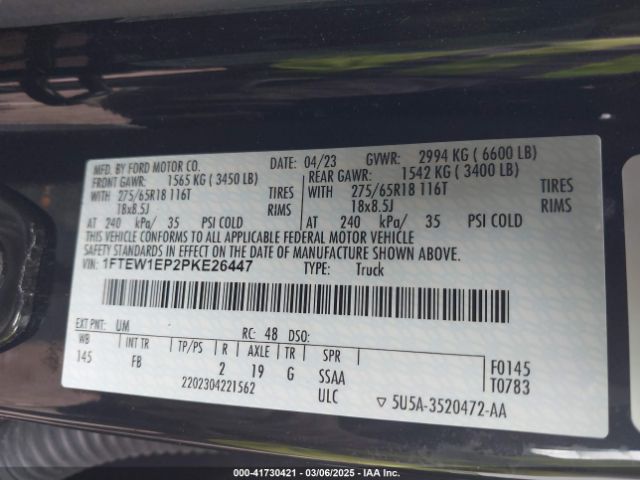 MFD. BY FORD MOTOR CO. 04/23 GVWR: 2994 KG ( 6600 LB)
FRONT GAWR: 1565 KG ( 3450 LB) REAR GAWR: 1542 KG ( 3400 LB)
WITH 275/65R18 116T TIRES WITH 275/65R18 116T TIRES
18x8.5J RIMS 18x8.5J RIMS
AT 240 kPa/ 35 PSI COLD AT 240 kPa/ 35 PSI COLD
THIS VEHICLE CONFORMS TO ALL APPLICABLE FEDERAL MOTOR VEHICLE
SAFETY STANDARDS IN EFFECT ON THE DATE OF MANUFACTURE SHOWN ABOVE.
VIN: 1FTEW1EP2PKE26447 TYPE: Truck
EXT PNT: UM RC: 48 DSO:
WB INT TR TP/PS R AXLE TR SPR
145 FB 2 19 G SSAA F0145
ULC T0783
2202304221562 ▽ 5U5A-3520472-AA
000-41730421 | 03/06/2025 | IAA Inc.